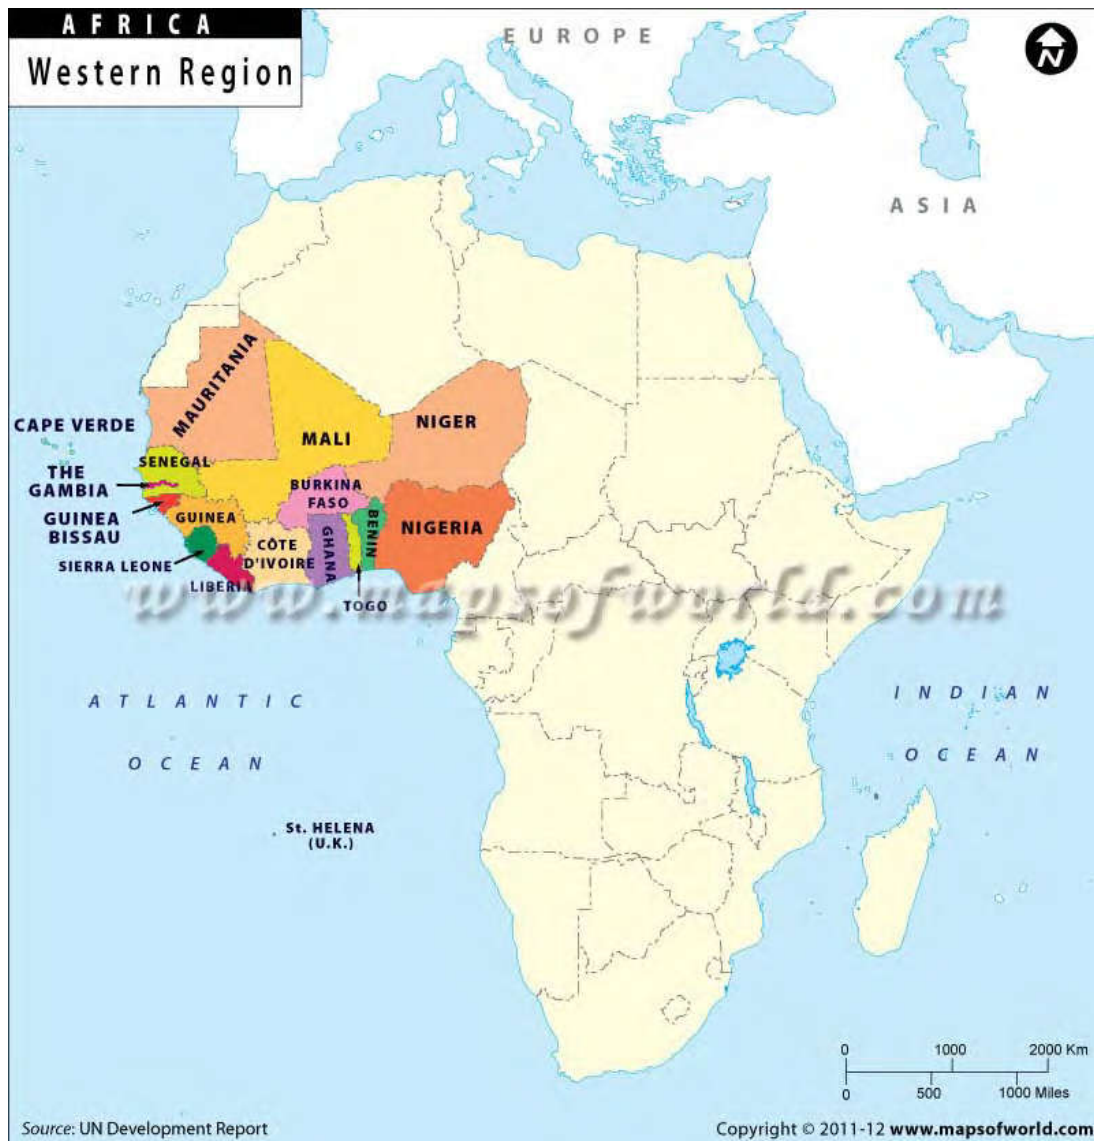 AFRICA
Western Region
EUROPE
N
ASIA
MAURITANIA
CAPE VERDE
MALI
NIGER
SENEGAL
THE
GAMBIA
BURKINA
FASO
GUINEA
BISSAU
GUINEA
NIGERIA
BENIN
GHANA
CÔTE
D'IVOIRE
SIERRA LEONE
LIBERIA
TOGO
www.mapsofworld.com
ATLANTIC
OCEAN
INDIAN
OCEAN
St. HELENA
(U.K.)
0 1000 2000 Km
0 500 1000 Miles
Source: UN Development Report
Copyright © 2011-12 www.mapsofworld.com